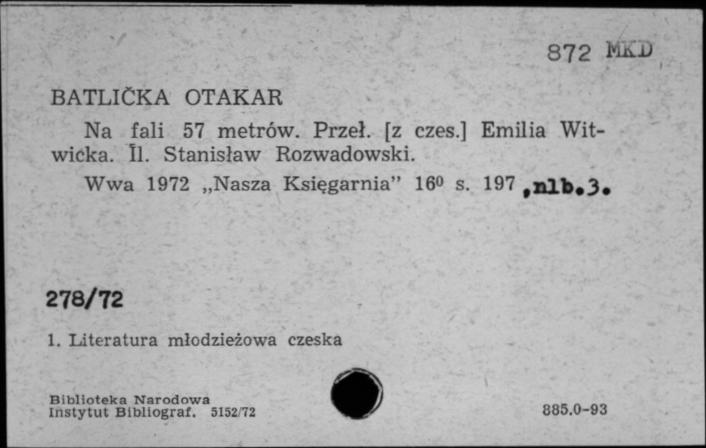 872 MKD
BATLIČKA OTAKAR
Na fali 57 metrów. Przeł. [z czes.] Emilia Wit-
wicka. Il. Stanisław Rozwadowski.
Wwa 1972 „Nasza Księgarnia” 16⁰ s. 197 ,nlb.3.
278/72
1. Literatura młodzieżowa czeska
Biblioteka Narodowa
Instytut Bibliograf. 5152/72
885.0-93